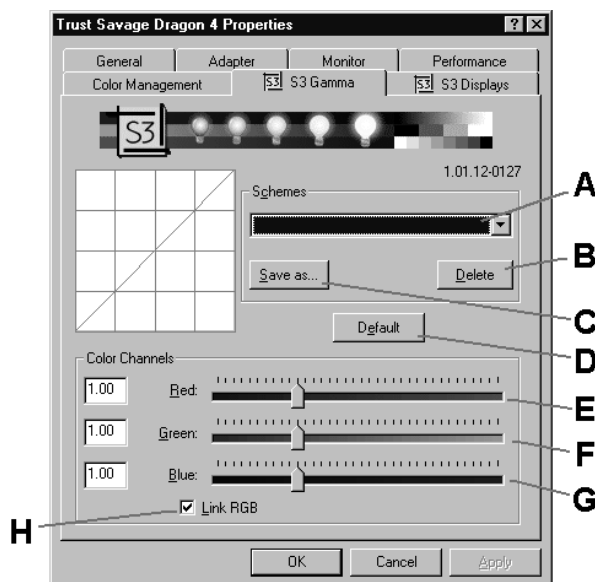 Trust Savage Dragon 4 Properties
General Adapter Monitor Performance
Color Management S3 S3 Gamma S3 S3 Displays
S3
1.01.12-0127
Schemes
A
Save as... Delete
B
C
Default
D
Color Channels
1.00 Red:
E
1.00 Green:
F
1.00 Blue:
G
Link RGB
H
OK Cancel Apply